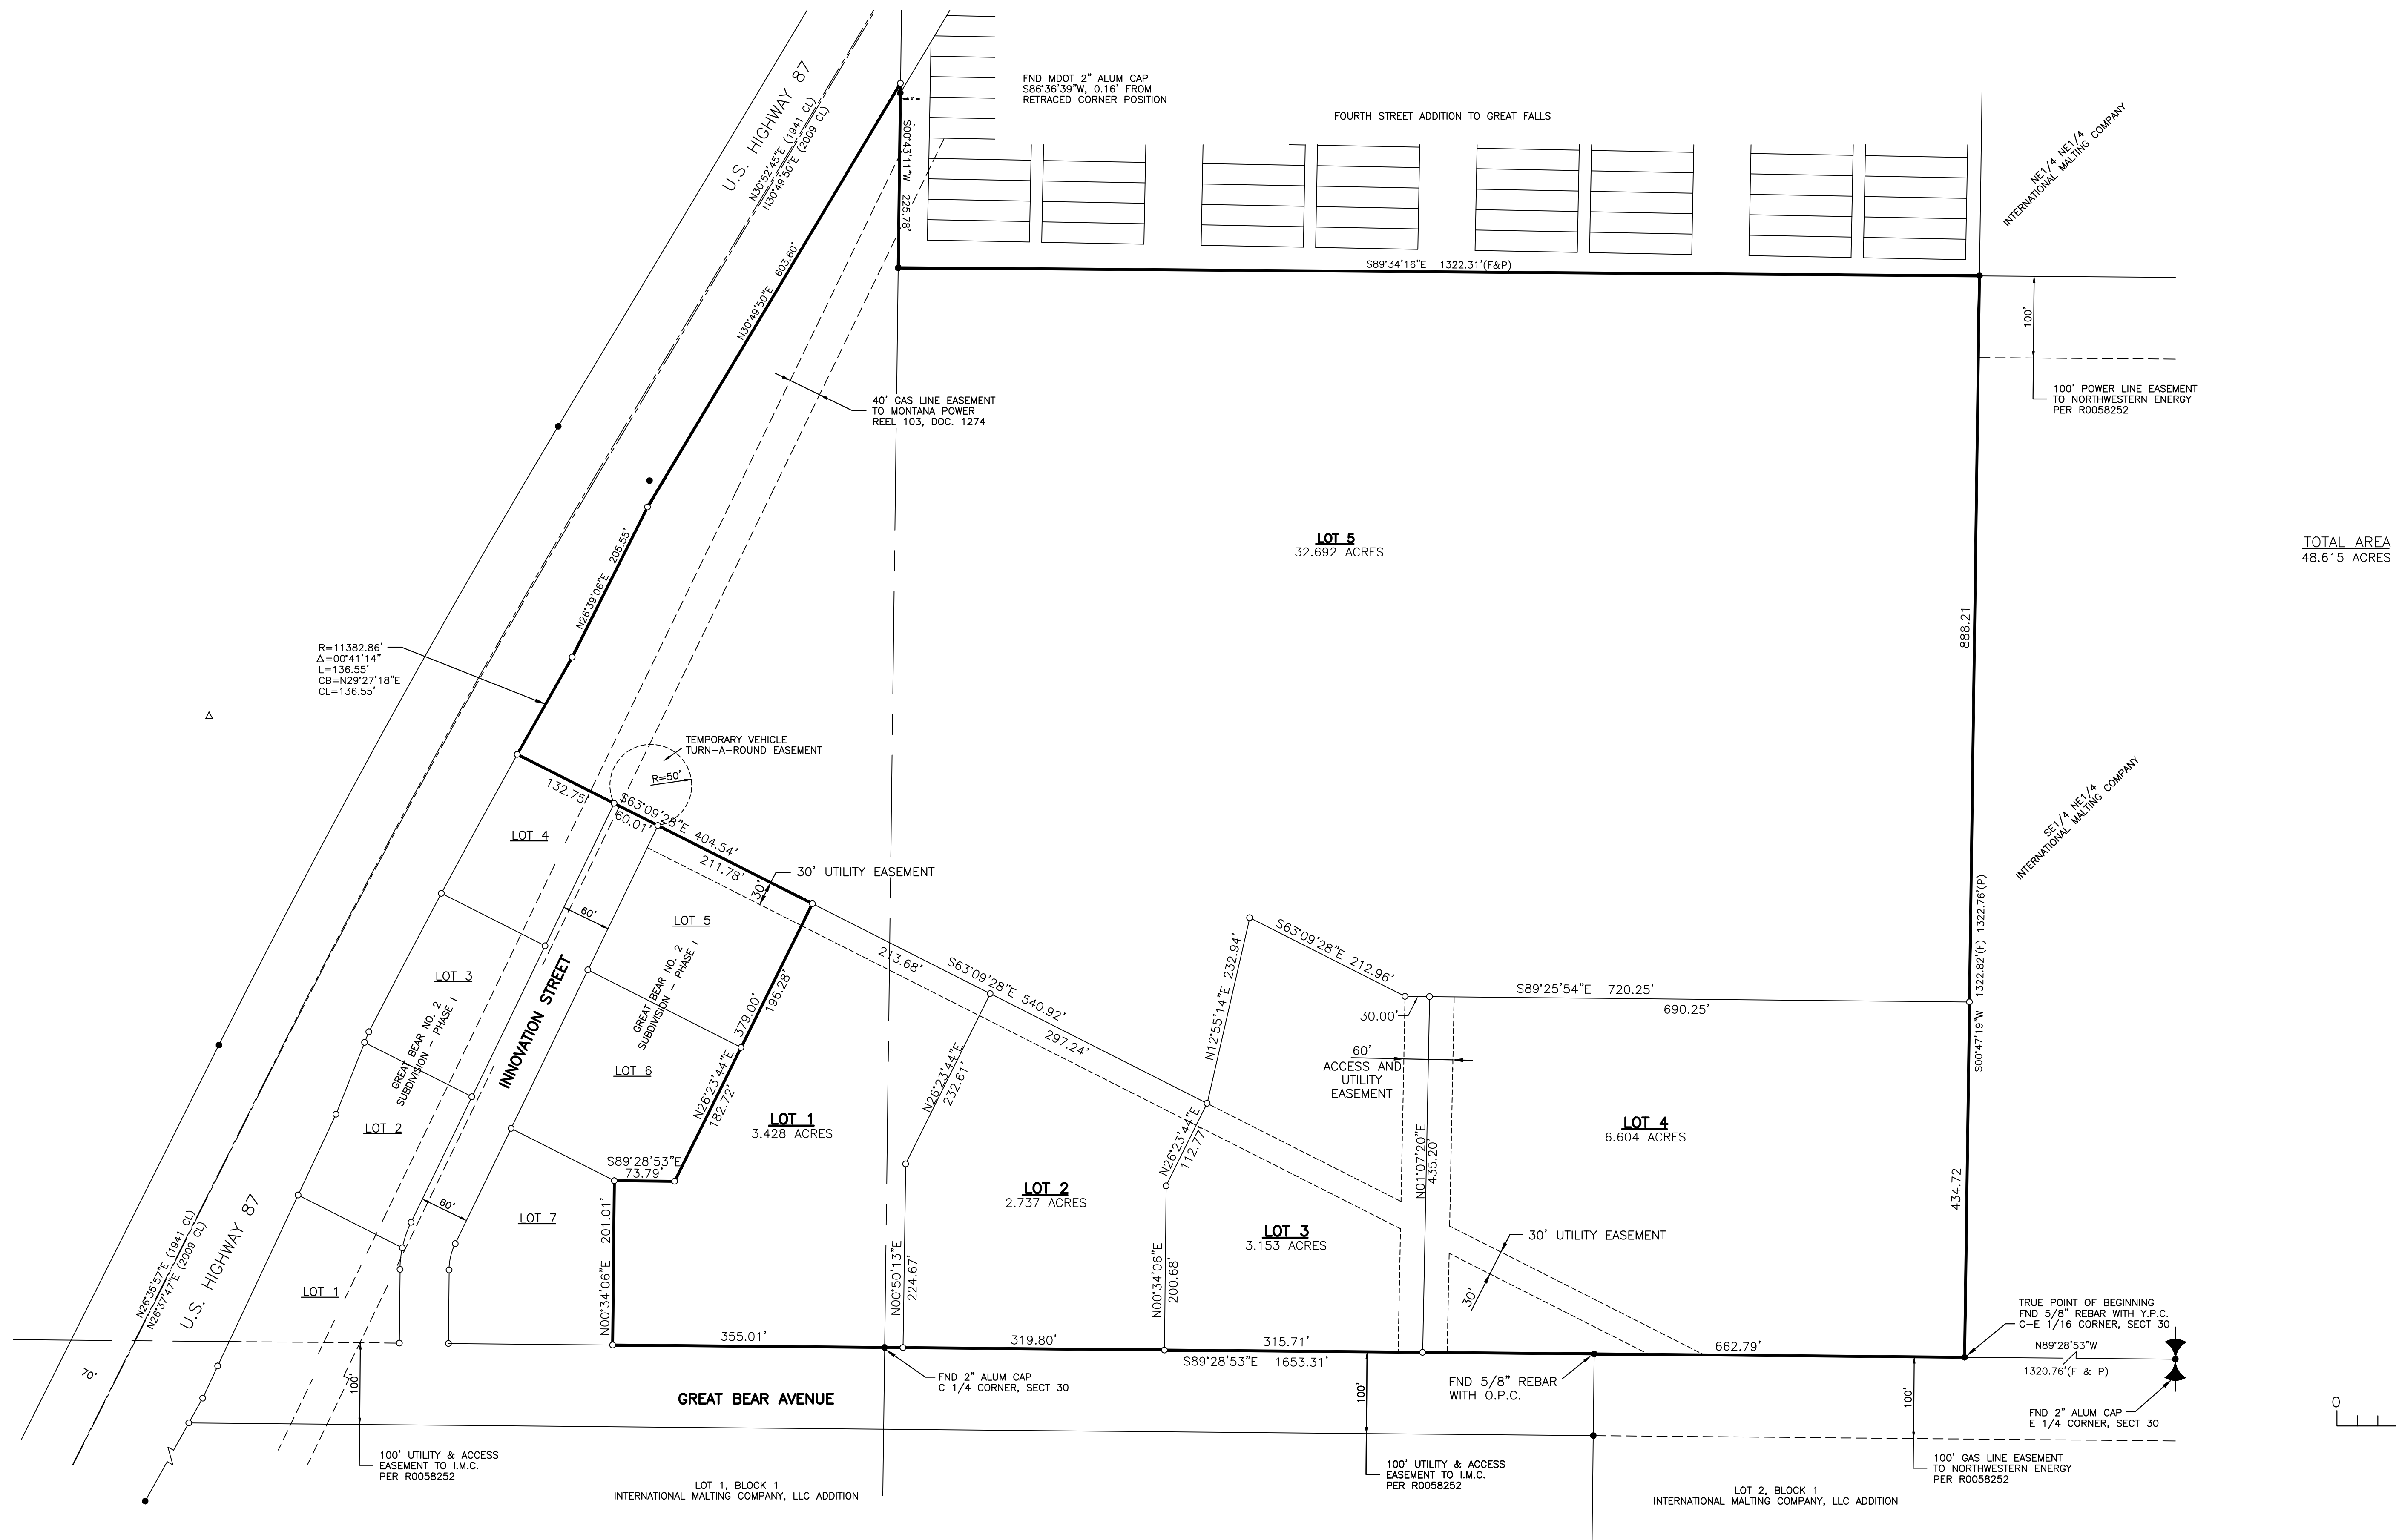 U.S. HIGHWAY 87
N30°52'45"E (1941 CL)
N30°49'50"E (2009 CL)
FND MDOT 2" ALUM CAP
S86°36'39"W, 0.16' FROM
RETRACED CORNER POSITION
FOURTH STREET ADDITION TO GREAT FALLS
NE1/4 NE1/4
INTERNATIONAL MALTING COMPANY
S00°43'11"W 225.78'
N30°49'50"E 603.60'
S89°34'16"E 1322.31'(F&P)
100'
100' POWER LINE EASEMENT
TO NORTHWESTERN ENERGY
PER R0058252
40' GAS LINE EASEMENT
TO MONTANA POWER
REEL 103, DOC. 1274
LOT 5
32.692 ACRES
TOTAL AREA
48.615 ACRES
N26°39'06"E 205.55'
888.21
R=11382.86'
Δ=00°41'14"
L=136.55'
CB=N29°27'18"E
CL=136.55'
TEMPORARY VEHICLE
TURN-A-ROUND EASEMENT
R=50'
132.75'
S63°09'28"E 404.54'
60.01'
211.78'
30'
30' UTILITY EASEMENT
SE1/4 NE1/4
INTERNATIONAL MALTING COMPANY
LOT 4
LOT 5
60'
LOT 3
GREAT BEAR NO. 2
SUBDIVISION - PHASE I
INNOVATION STREET
GREAT BEAR NO. 2
SUBDIVISION - PHASE I
LOT 6
LOT 2
N26°23'44"E 379.00'
196.28'
182.72'
213.68'
S63°09'28"E 540.92'
297.24'
N26°23'44"E
232.61'
N12°55'14"E 232.94'
S63°09'28"E 212.96'
S89°25'54"E 720.25'
30.00'
690.25'
S00°47'19"W 1322.82'(F) 1322.76'(P)
60'
ACCESS AND
UTILITY
EASEMENT
LOT 1
3.428 ACRES
LOT 4
6.604 ACRES
N26°23'44"E
112.77'
N01°07'20"E
435.20'
S89°28'53"E
73.79'
LOT 2
2.737 ACRES
434.72
60'
LOT 7
LOT 3
3.153 ACRES
30' UTILITY EASEMENT
30'
N00°34'06"E 201.01'
N00°50'13"E
224.67'
N00°34'06"E
200.68'
LOT 1
N26°35'57"E (1941 CL)
N26°37'47"E (2009 CL)
U.S. HIGHWAY 87
70'
TRUE POINT OF BEGINNING
FND 5/8" REBAR WITH Y.P.C.
C-E 1/16 CORNER, SECT 30
355.01'
319.80'
315.71'
662.79'
S89°28'53"E 1653.31'
N89°28'53"W
1320.76'(F & P)
100'
FND 2" ALUM CAP
C 1/4 CORNER, SECT 30
GREAT BEAR AVENUE
100'
FND 5/8" REBAR
WITH O.P.C.
100'
FND 2" ALUM CAP
E 1/4 CORNER, SECT 30
0
100' UTILITY & ACCESS
EASEMENT TO I.M.C.
PER R0058252
100' UTILITY & ACCESS
EASEMENT TO I.M.C.
PER R0058252
100' GAS LINE EASEMENT
TO NORTHWESTERN ENERGY
PER R0058252
LOT 1, BLOCK 1
INTERNATIONAL MALTING COMPANY, LLC ADDITION
LOT 2, BLOCK 1
INTERNATIONAL MALTING COMPANY, LLC ADDITION